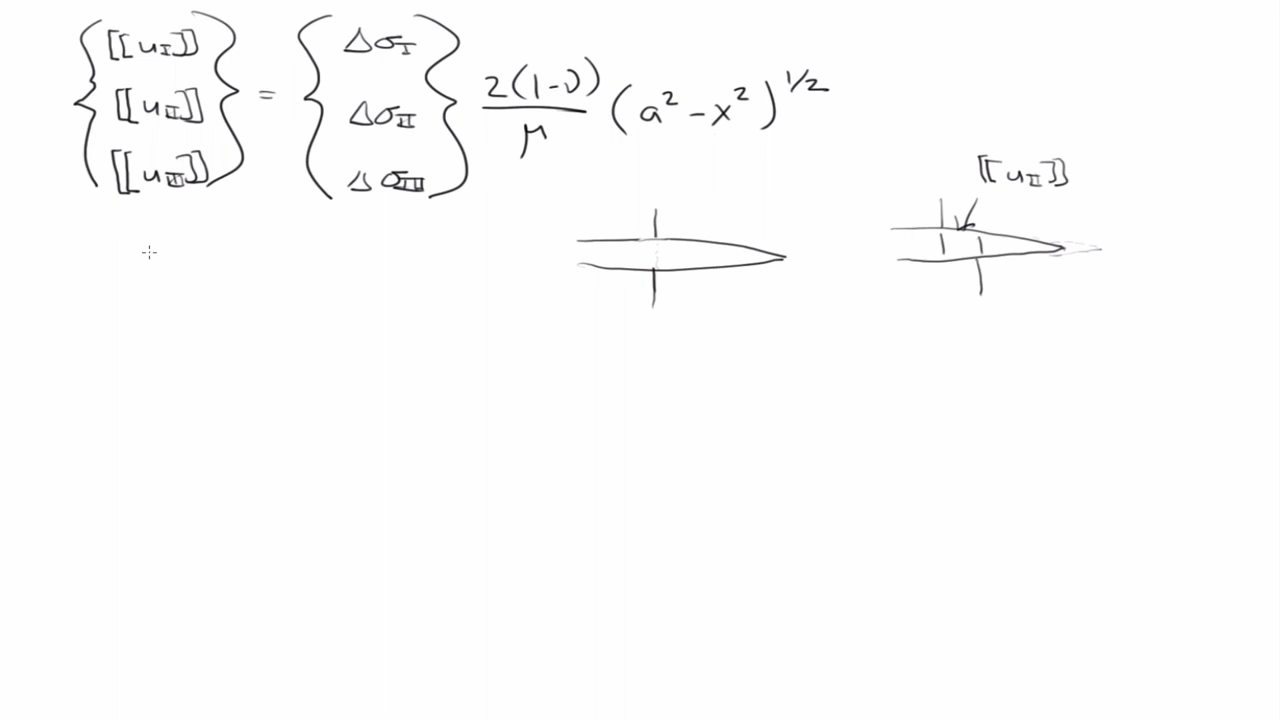 {[[u_I]] [[u_II]] [[u_III]]} = {Δσ_I Δσ_II Δσ_III} 2(1-ν)/μ (a² - x²)^1/2
[[u_II]]